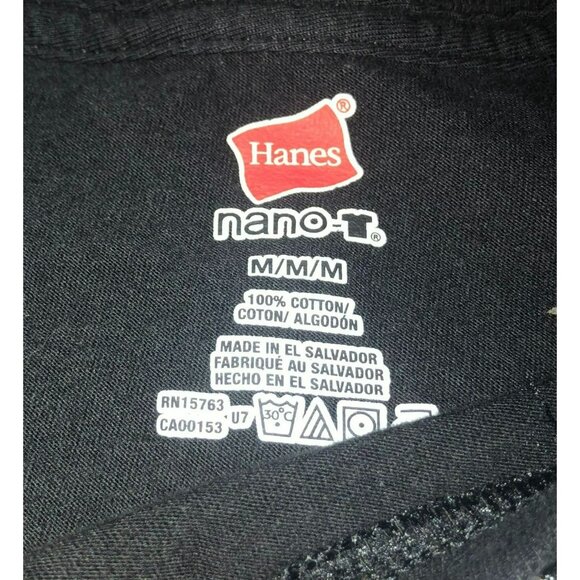 Hanes®
nano-T®
M/M/M
100% COTTON/
COTON/ ALGODÓN
MADE IN EL SALVADOR
FABRIQUÉ AU SALVADOR
HECHO EN EL SALVADOR
RN15763
CA00153
U7
30°C